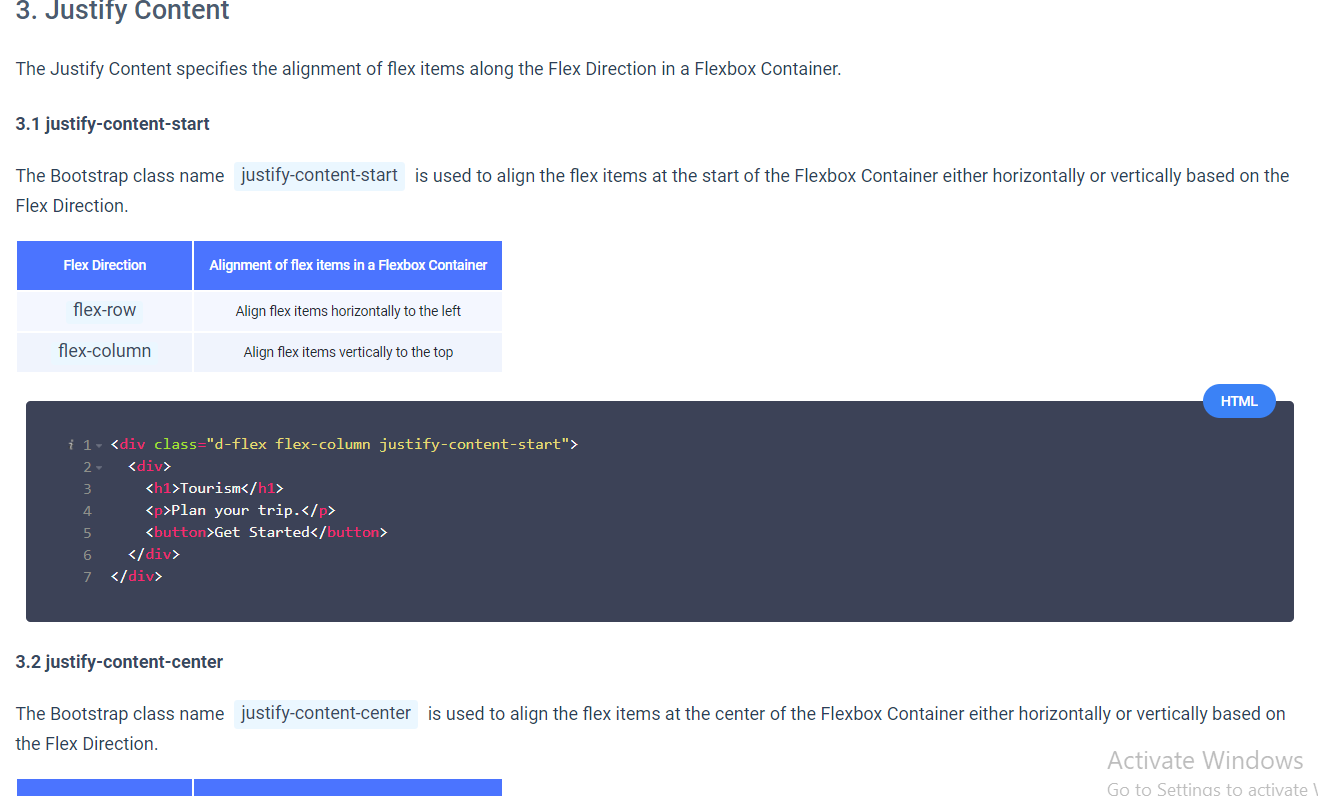 3. Justify Content
The Justify Content specifies the alignment of flex items along the Flex Direction in a Flexbox Container.
3.1 justify-content-start
The Bootstrap class name justify-content-start is used to align the flex items at the start of the Flexbox Container either horizontally or vertically based on the
Flex Direction.
Flex Direction Alignment of flex items in a Flexbox Container
flex-row Align flex items horizontally to the left
flex-column Align flex items vertically to the top
HTML
i 1 <div class="d-flex flex-column justify-content-start">
2 <div>
3 <h1>Tourism</h1>
4 <p>Plan your trip.</p>
5 <button>Get Started</button>
6 </div>
7 </div>
3.2 justify-content-center
The Bootstrap class name justify-content-center is used to align the flex items at the center of the Flexbox Container either horizontally or vertically based on
the Flex Direction.
Activate Windows
Go to Settings to activate